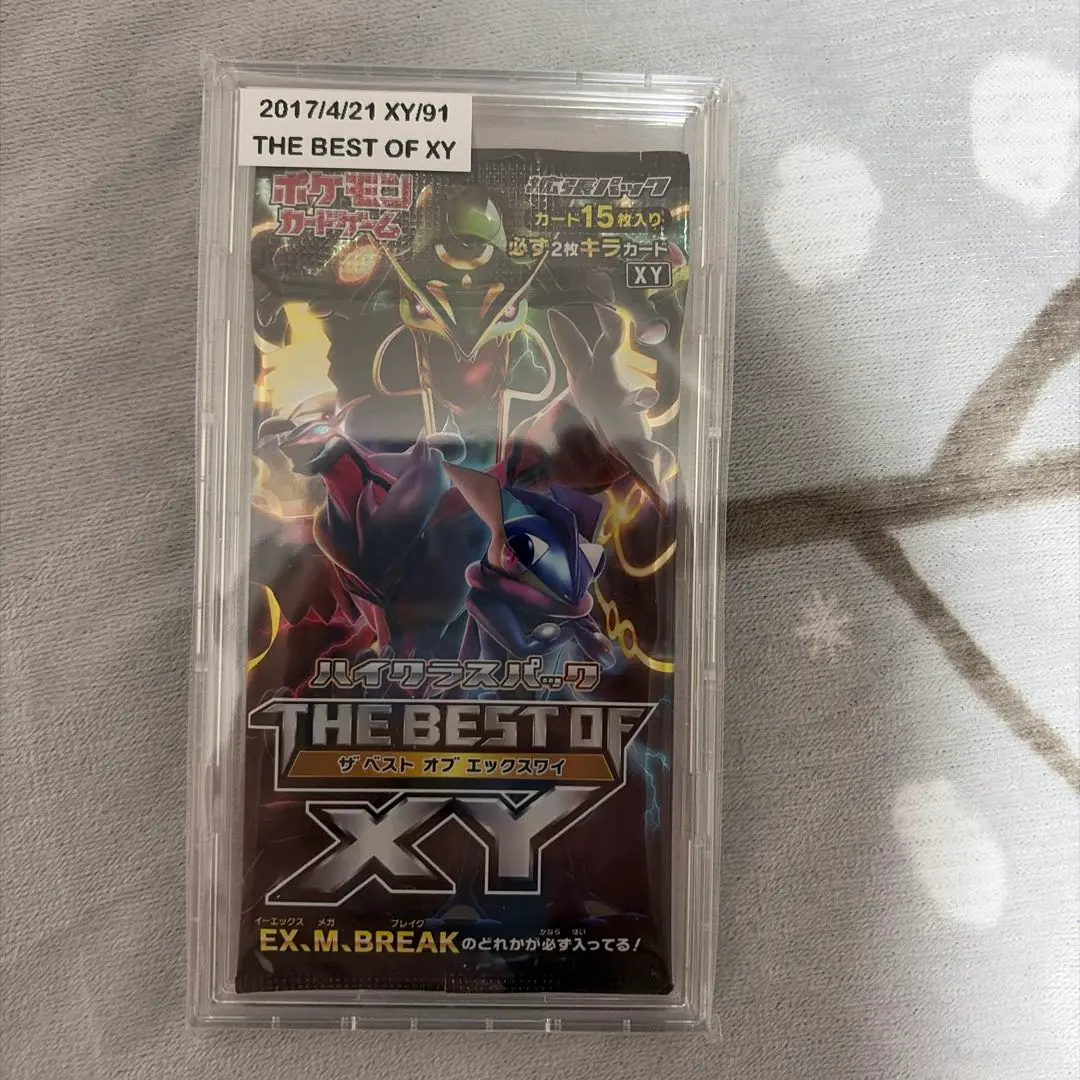 2017/4/21 XY/91
THE BEST OF XY
ポケモン
カードゲーム
拡張パック
カード15枚入り
必ず2枚キラカード
XY
ハイクラスパック
THE BEST OF
ザ ベスト オブ エックスワイ
XY
イーエックス メガ ブレイク かなら はい
EX、M、BREAKのどれかが必ず入ってる!